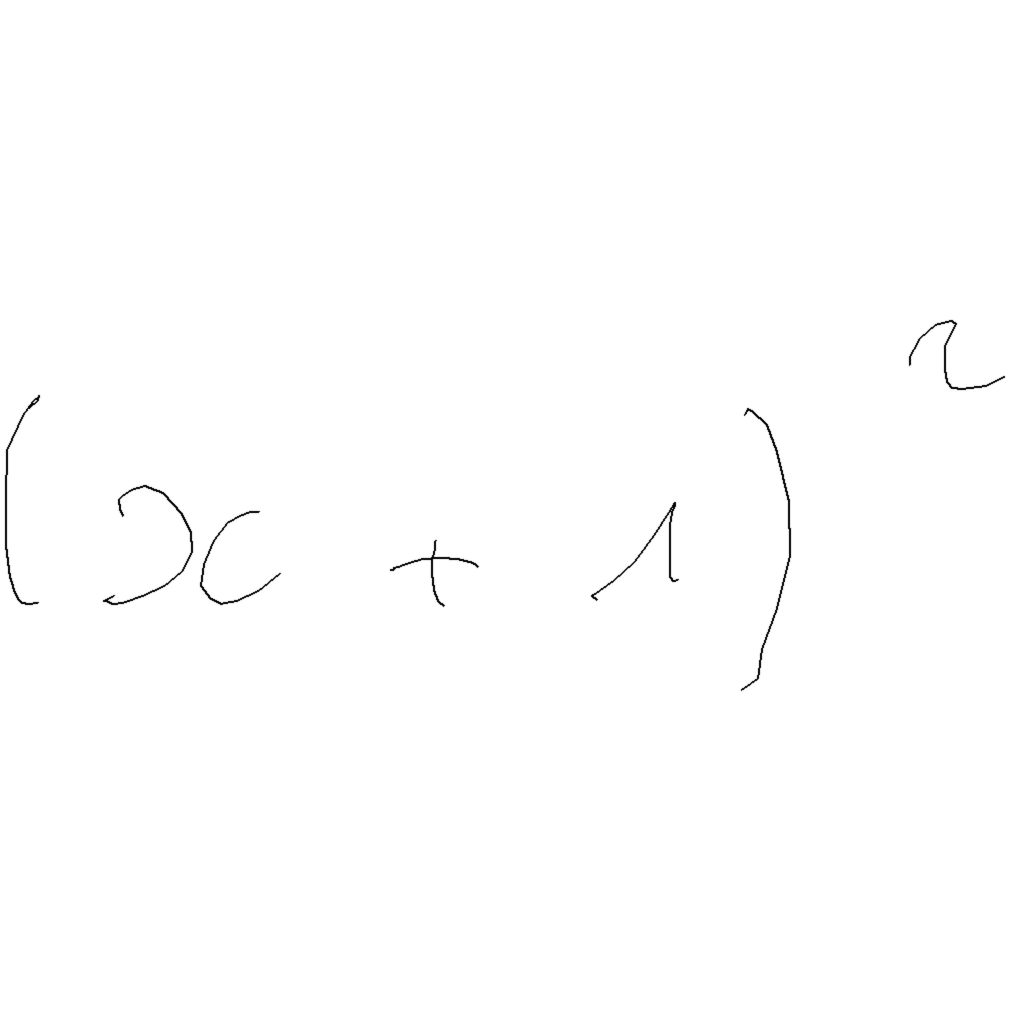 (x + 1)²